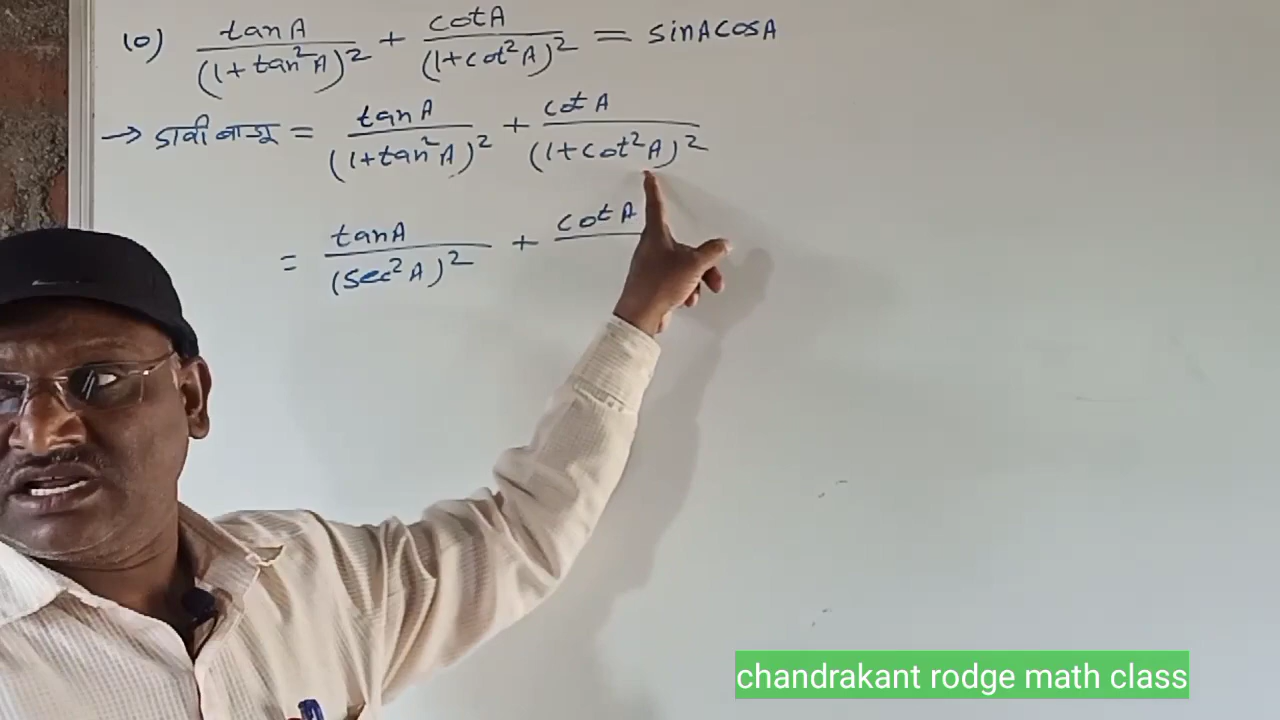 10) tanA/(1+tan²A)² + cotA/(1+cot²A)² = sinAcosA
→ डावी बाजू = tanA/(1+tan²A)² + cotA/(1+cot²A)²
= tanA/(sec²A)² + cotA
chandrakant rodge math class